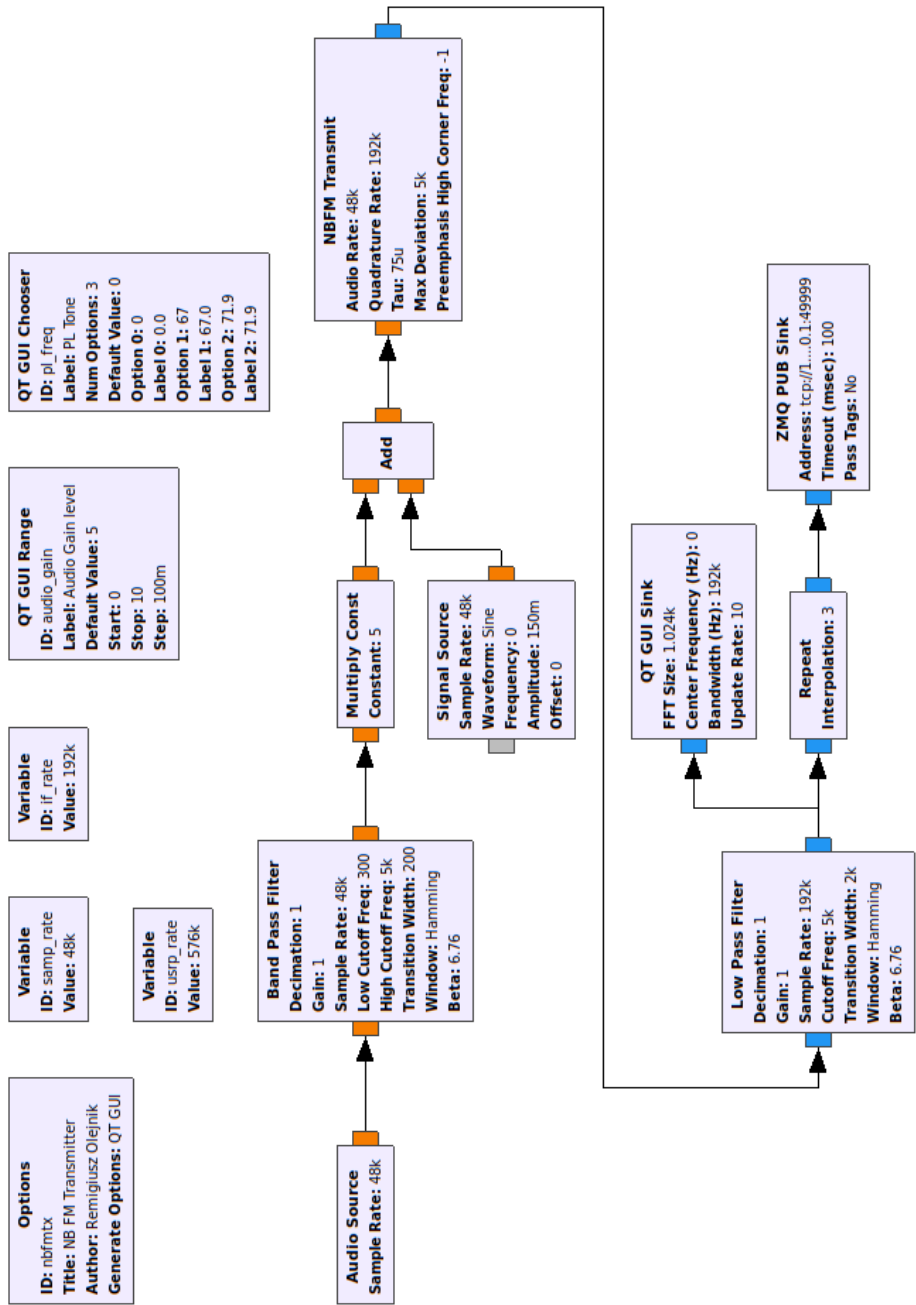 Options
ID: nbfmtx
Title: NB FM Transmitter
Author: Remigiusz Olejnik
Generate Options: QT GUI
Variable
ID: samp_rate
Value: 48k
Variable
ID: usrp_rate
Value: 576k
Variable
ID: if_rate
Value: 192k
QT GUI Range
ID: audio_gain
Label: Audio Gain level
Default Value: 5
Start: 0
Stop: 10
Step: 100m
QT GUI Chooser
ID: pl_freq
Label: PL Tone
Num Options: 3
Default Value: 0
Option 0: 0
Label 0: 0.0
Option 1: 67
Label 1: 67.0
Option 2: 71.9
Label 2: 71.9
Audio Source
Sample Rate: 48k
Band Pass Filter
Decimation: 1
Gain: 1
Sample Rate: 48k
Low Cutoff Freq: 300
High Cutoff Freq: 5k
Transition Width: 200
Window: Hamming
Beta: 6.76
Multiply Const
Constant: 5
Signal Source
Sample Rate: 48k
Waveform: Sine
Frequency: 0
Amplitude: 150m
Offset: 0
Add
NBFM Transmit
Audio Rate: 48k
Quadrature Rate: 192k
Tau: 75u
Max Deviation: 5k
Preemphasis High Corner Freq: -1
Low Pass Filter
Decimation: 1
Gain: 1
Sample Rate: 192k
Cutoff Freq: 5k
Transition Width: 2k
Window: Hamming
Beta: 6.76
QT GUI Sink
FFT Size: 1.024k
Center Frequency (Hz): 0
Bandwidth (Hz): 192k
Update Rate: 10
Repeat
Interpolation: 3
ZMQ PUB Sink
Address: tcp://1....0.1:49999
Timeout (msec): 100
Pass Tags: No